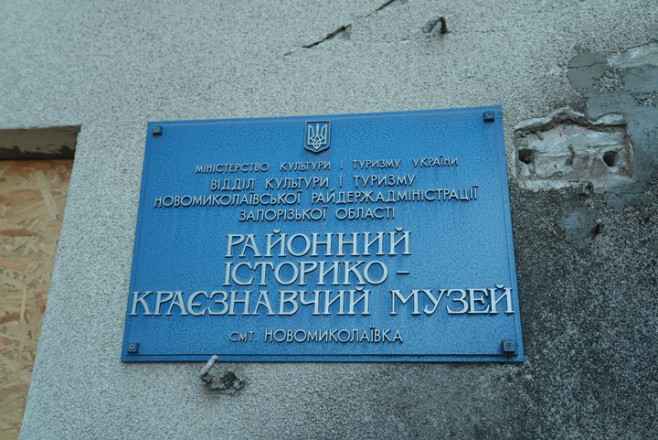 МІНІСТЕРСТВО КУЛЬТУРИ І ТУРИЗМУ УКРАЇНИ
ВІДДІЛ КУЛЬТУРИ І ТУРИЗМУ
НОВОМИКОЛАЇВСЬКОЇ РАЙДЕРЖАДМІНІСТРАЦІЇ
ЗАПОРІЗЬКОЇ ОБЛАСТІ
РАЙОННИЙ
ІСТОРИКО –
КРАЄЗНАВЧИЙ МУЗЕЙ
СМТ. НОВОМИКОЛАЇВКА